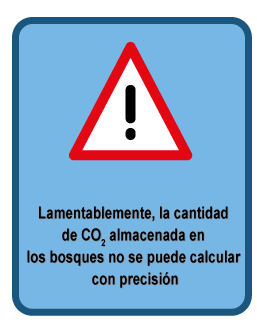 Lamentablemente, la cantidad
de CO₂ almacenada en
los bosques no se puede calcular
con precisión